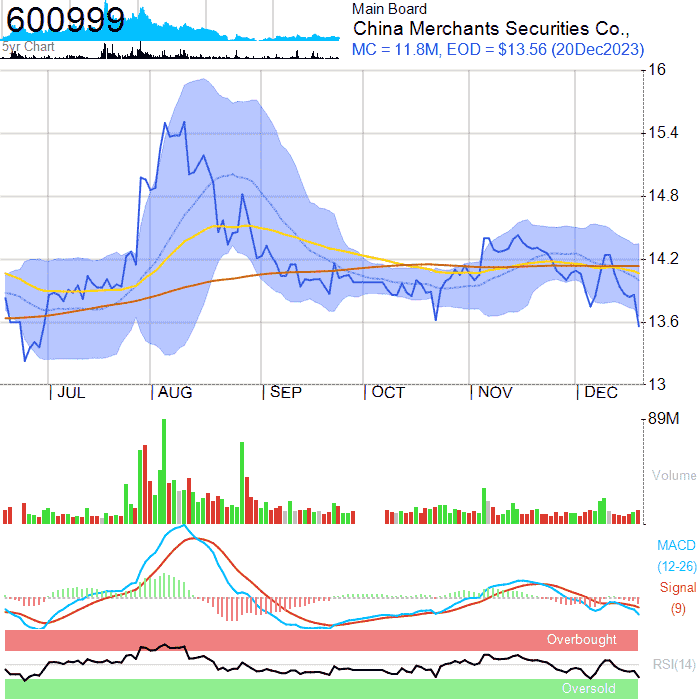 600999
5yr Chart
Main Board
China Merchants Securities Co.,
MC = 11.8M, EOD = $13.56 (20Dec2023)
16
15.4
14.8
14.2
13.6
13
JUL AUG SEP OCT NOV DEC
89M
Volume
MACD
(12-26)
Signal
(9)
Overbought
RSI(14)
Oversold